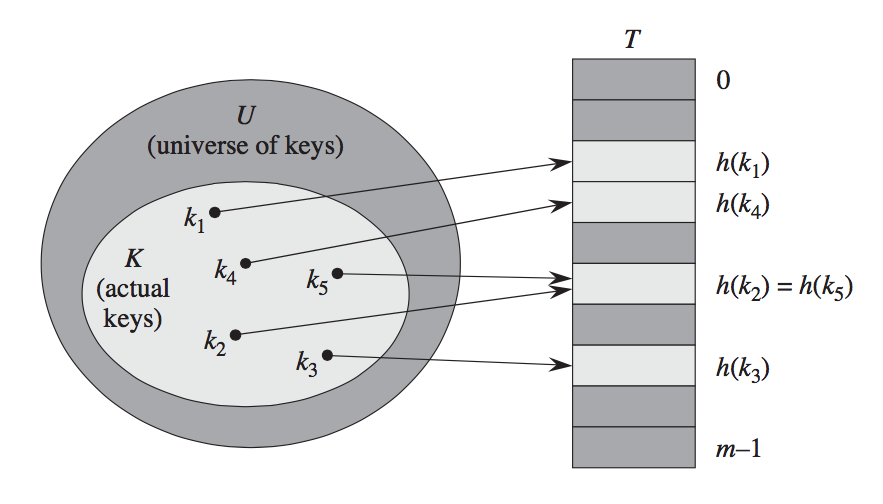 T
0
U
(universe of keys)
h(k₁)
k₁
h(k₄)
K
(actual
keys)
k₄
k₅
h(k₂) = h(k₅)
k₂
k₃
h(k₃)
m–1